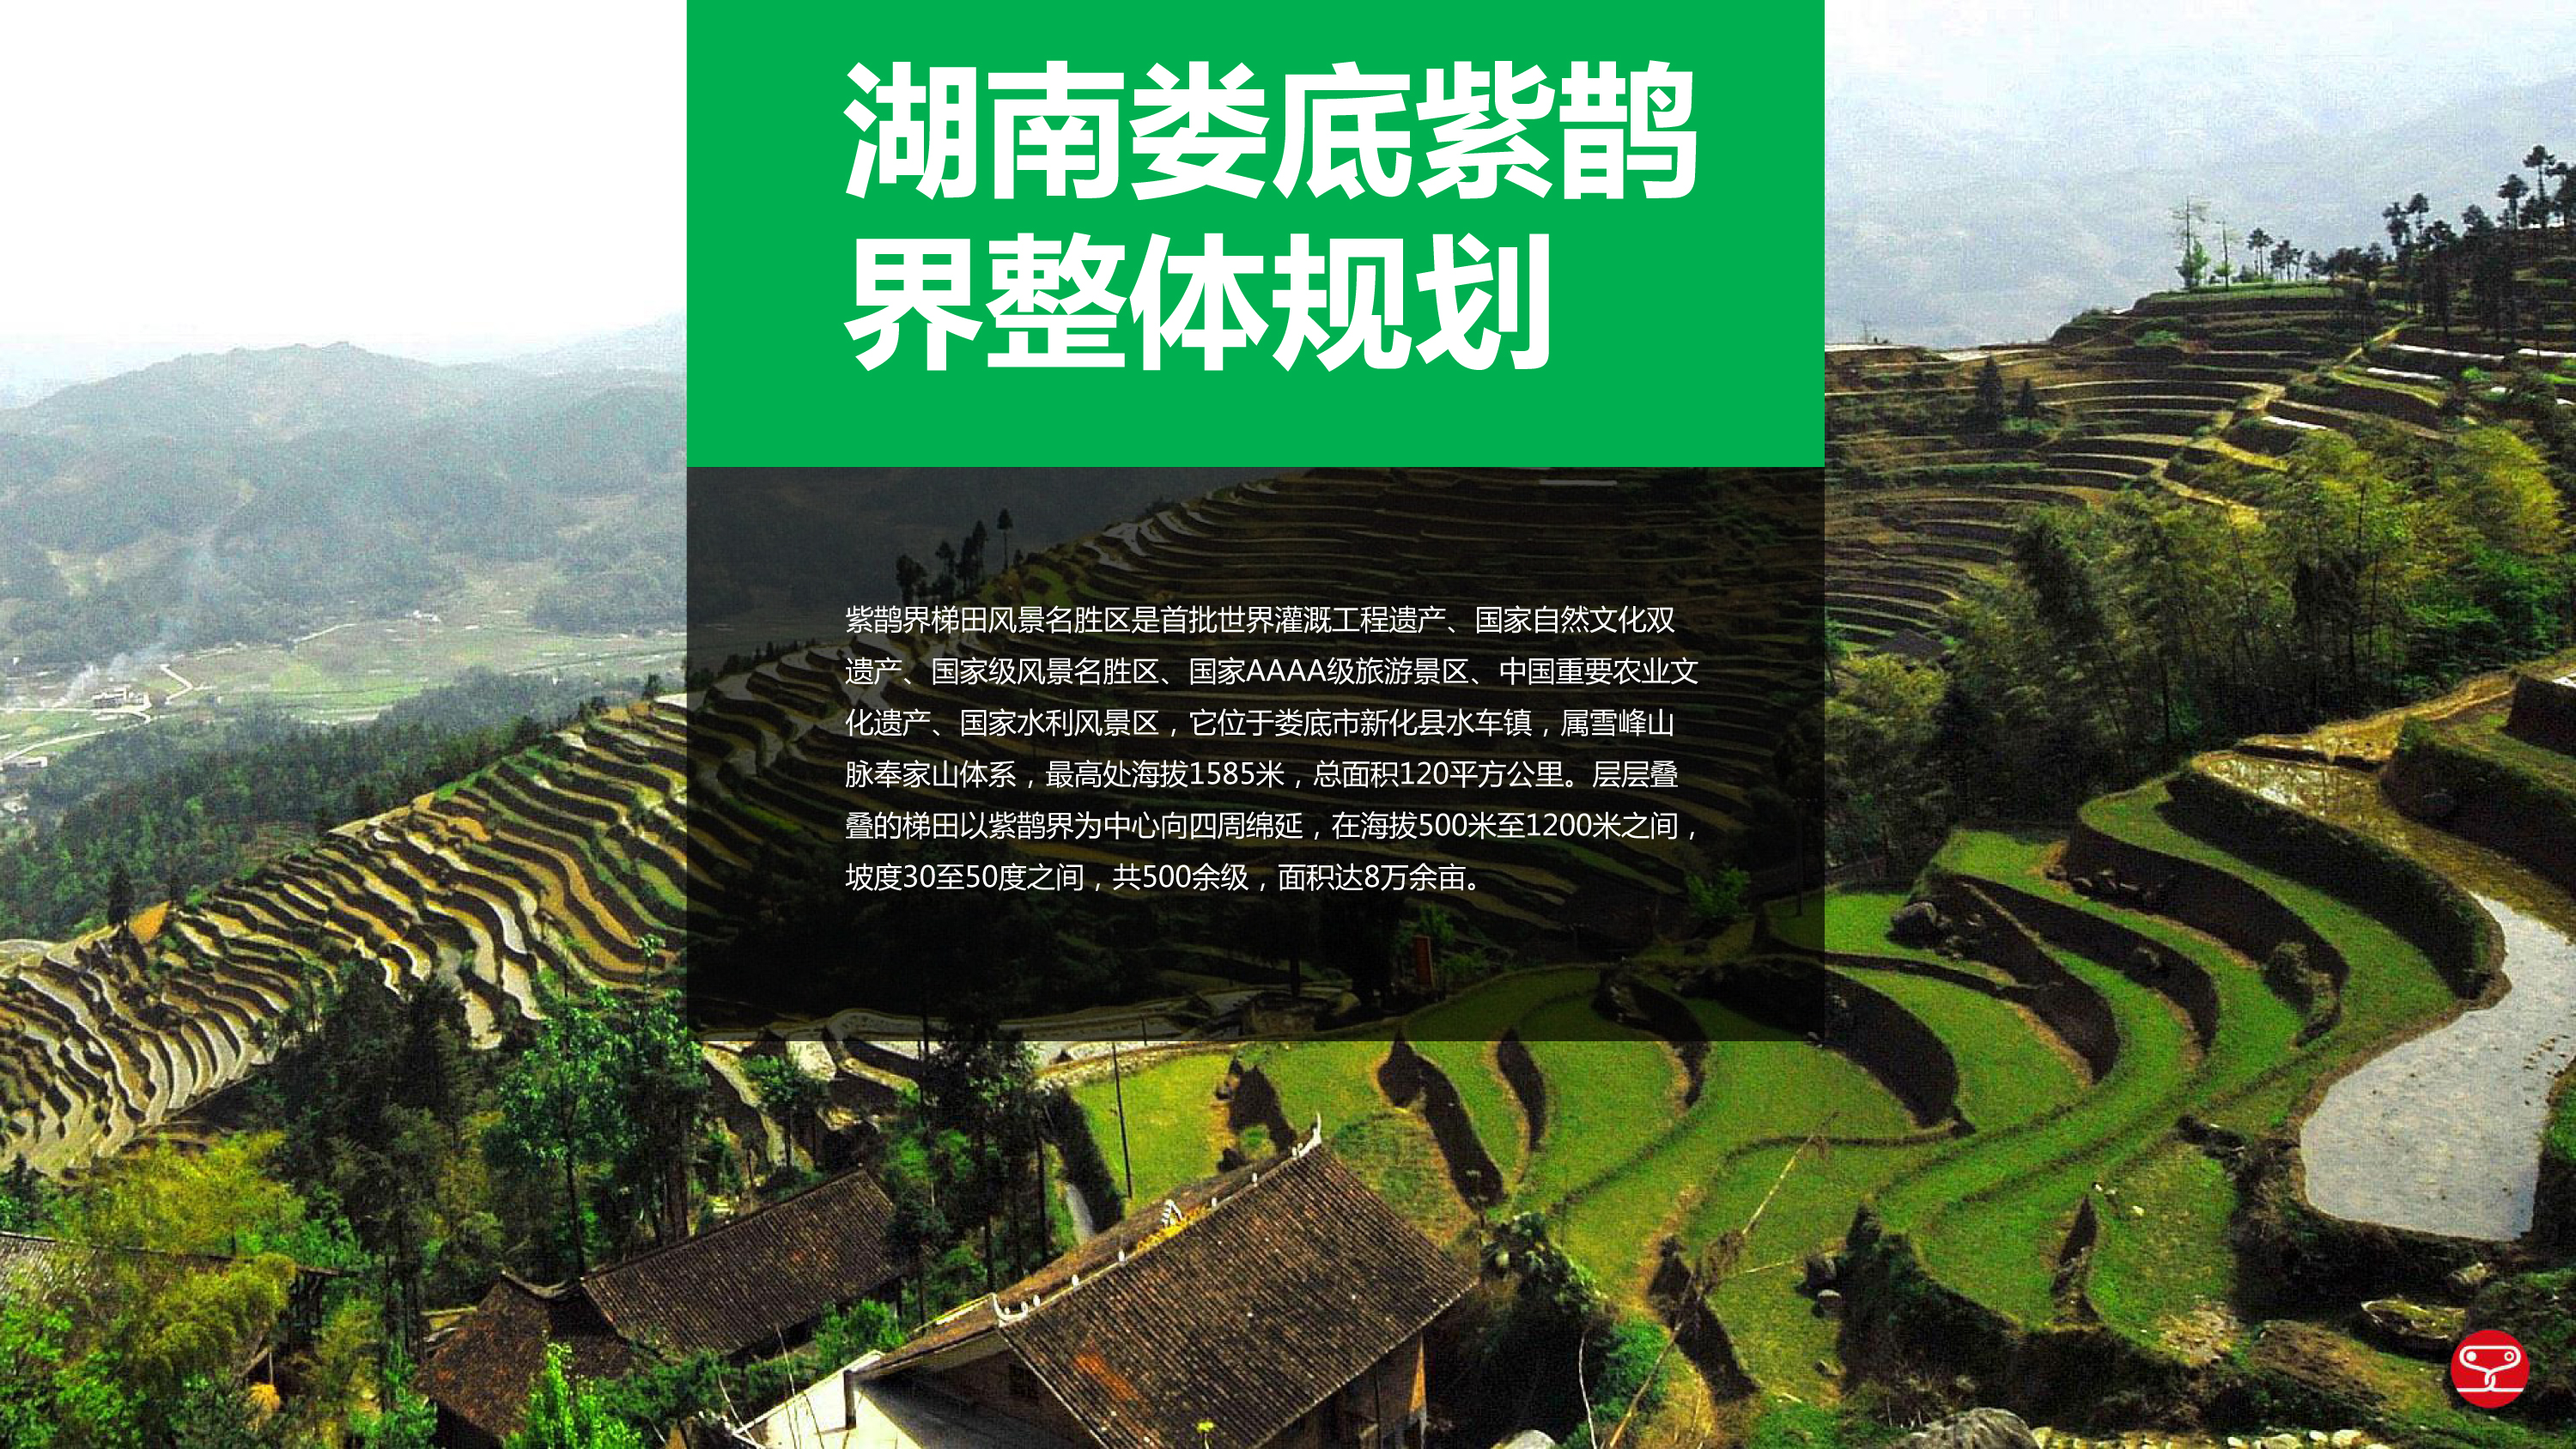 湖南娄底紫鹊
界整体规划
紫鹊界梯田风景名胜区是首批世界灌溉工程遗产、国家自然文化双
遗产、国家级风景名胜区、国家AAAA级旅游景区、中国重要农业文
化遗产、国家水利风景区，它位于娄底市新化县水车镇，属雪峰山
脉奉家山体系，最高处海拔1585米，总面积120平方公里。层层叠
叠的梯田以紫鹊界为中心向四周绵延，在海拔500米至1200米之间，
坡度30至50度之间，共500余级，面积达8万余亩。